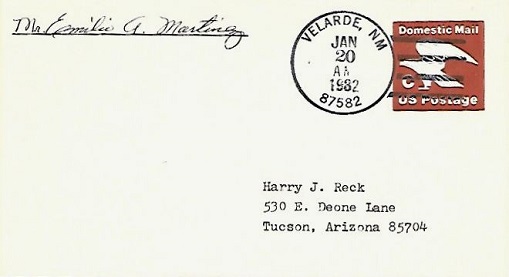 Mr. Emilio A. Martinez
VELARDE, NM
JAN
20
AM
1982
87582
Domestic Mail
C
US Postage
Harry J. Reck
530 E. Deone Lane
Tucson, Arizona 85704